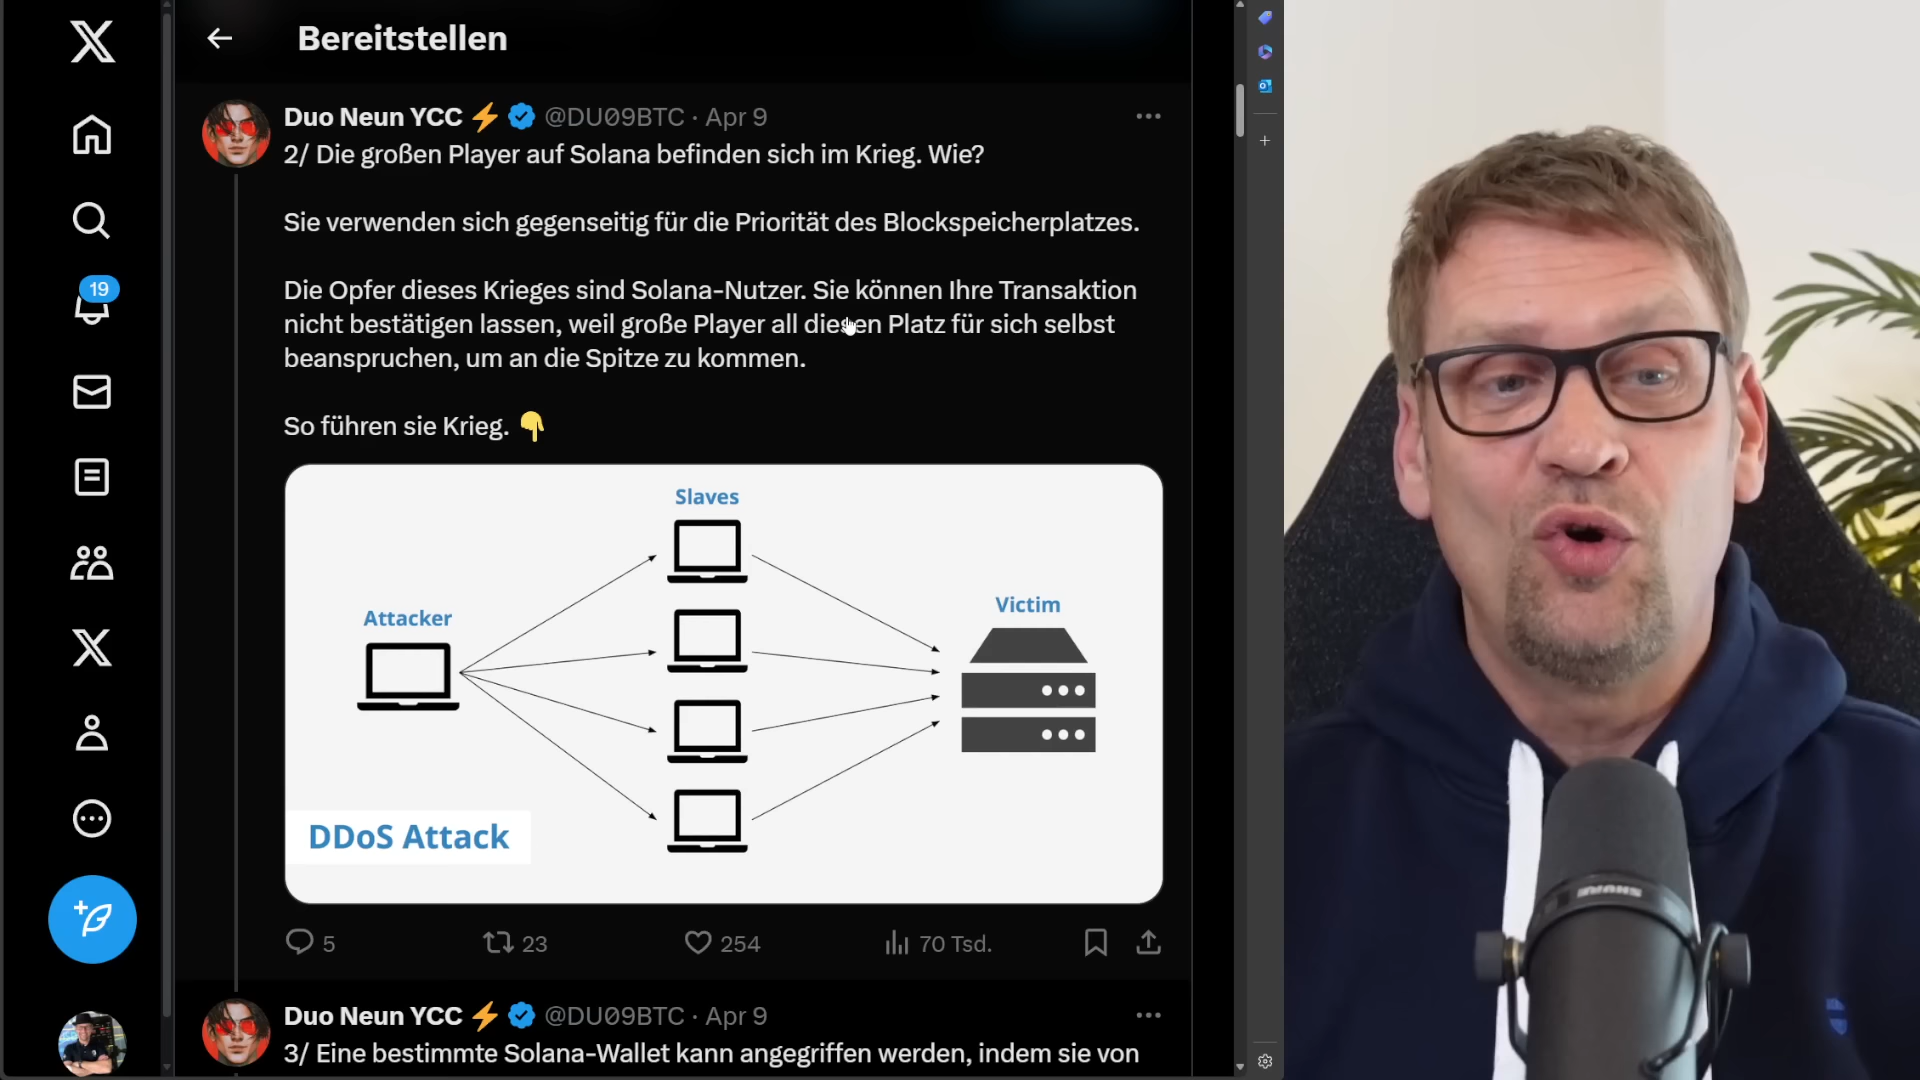 Bereitstellen
Duo Neun YCC @DU09BTC · Apr 9
2/ Die großen Player auf Solana befinden sich im Krieg. Wie?
Sie verwenden sich gegenseitig für die Priorität des Blockspeicherplatzes.
Die Opfer dieses Krieges sind Solana-Nutzer. Sie können Ihre Transaktion
nicht bestätigen lassen, weil große Player all diesen Platz für sich selbst
beanspruchen, um an die Spitze zu kommen.
So führen sie Krieg.
Slaves
Attacker
Victim
DDoS Attack
5 23 254 70 Tsd.
Duo Neun YCC @DU09BTC · Apr 9
3/ Eine bestimmte Solana-Wallet kann angegriffen werden, indem sie von
19
SHURE